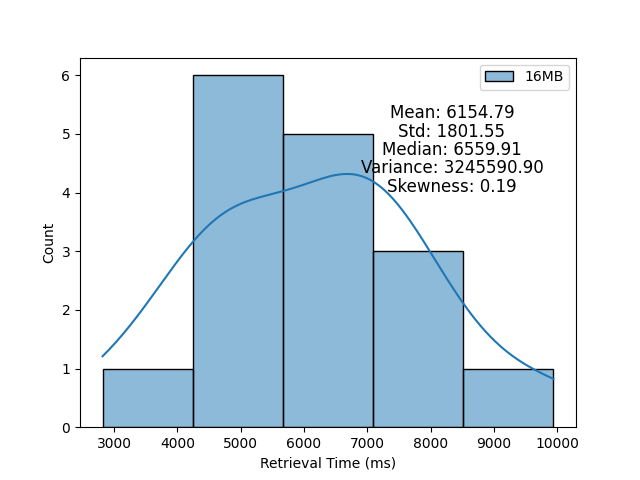 16MB
Mean: 6154.79
Std: 1801.55
Median: 6559.91
Variance: 3245590.90
Skewness: 0.19
Count
6
5
4
3
2
1
0
3000 4000 5000 6000 7000 8000 9000 10000
Retrieval Time (ms)